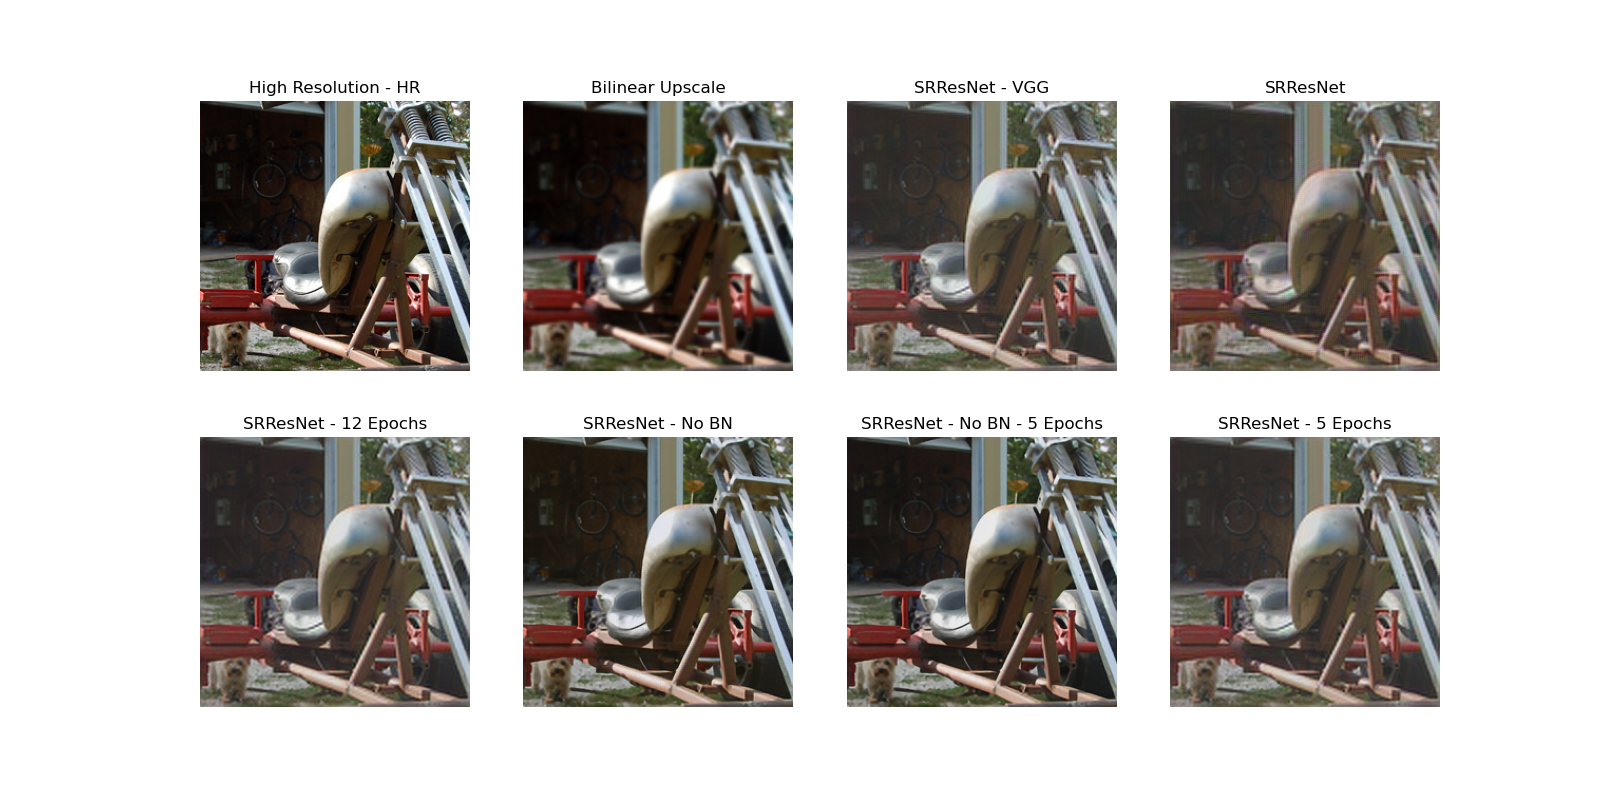 High Resolution - HR
Bilinear Upscale
SRResNet - VGG
SRResNet
SRResNet - 12 Epochs
SRResNet - No BN
SRResNet - No BN - 5 Epochs
SRResNet - 5 Epochs